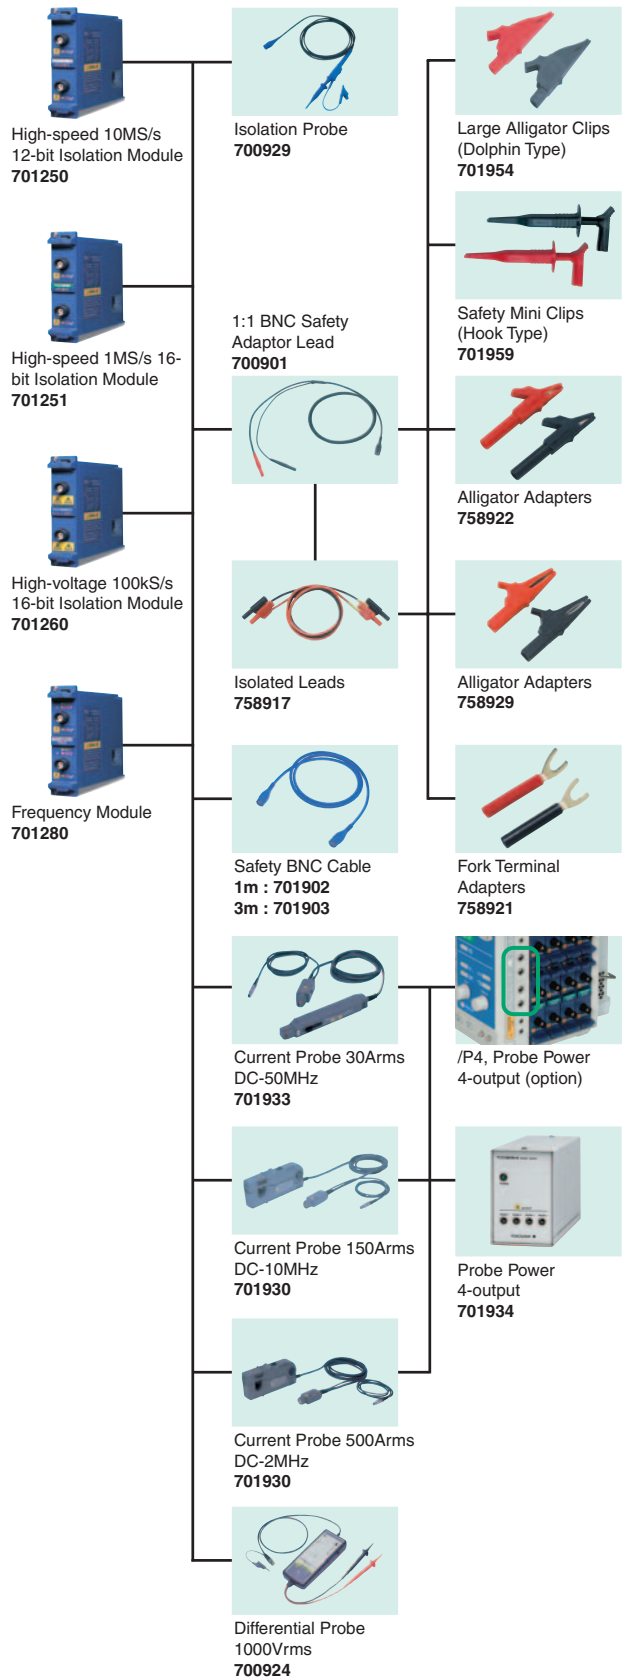 High-speed 10MS/s
12-bit Isolation Module
701250
High-speed 1MS/s 16-
bit Isolation Module
701251
High-voltage 100kS/s
16-bit Isolation Module
701260
Frequency Module
701280
Isolation Probe
700929
1:1 BNC Safety
Adaptor Lead
700901
Isolated Leads
758917
Safety BNC Cable
1m : 701902
3m : 701903
Current Probe 30Arms
DC-50MHz
701933
Current Probe 150Arms
DC-10MHz
701930
Current Probe 500Arms
DC-2MHz
701930
Differential Probe
1000Vrms
700924
Large Alligator Clips
(Dolphin Type)
701954
Safety Mini Clips
(Hook Type)
701959
Alligator Adapters
758922
Alligator Adapters
758929
Fork Terminal
Adapters
758921
/P4, Probe Power
4-output (option)
YOKOGAWA
Probe Power
4-output
701934